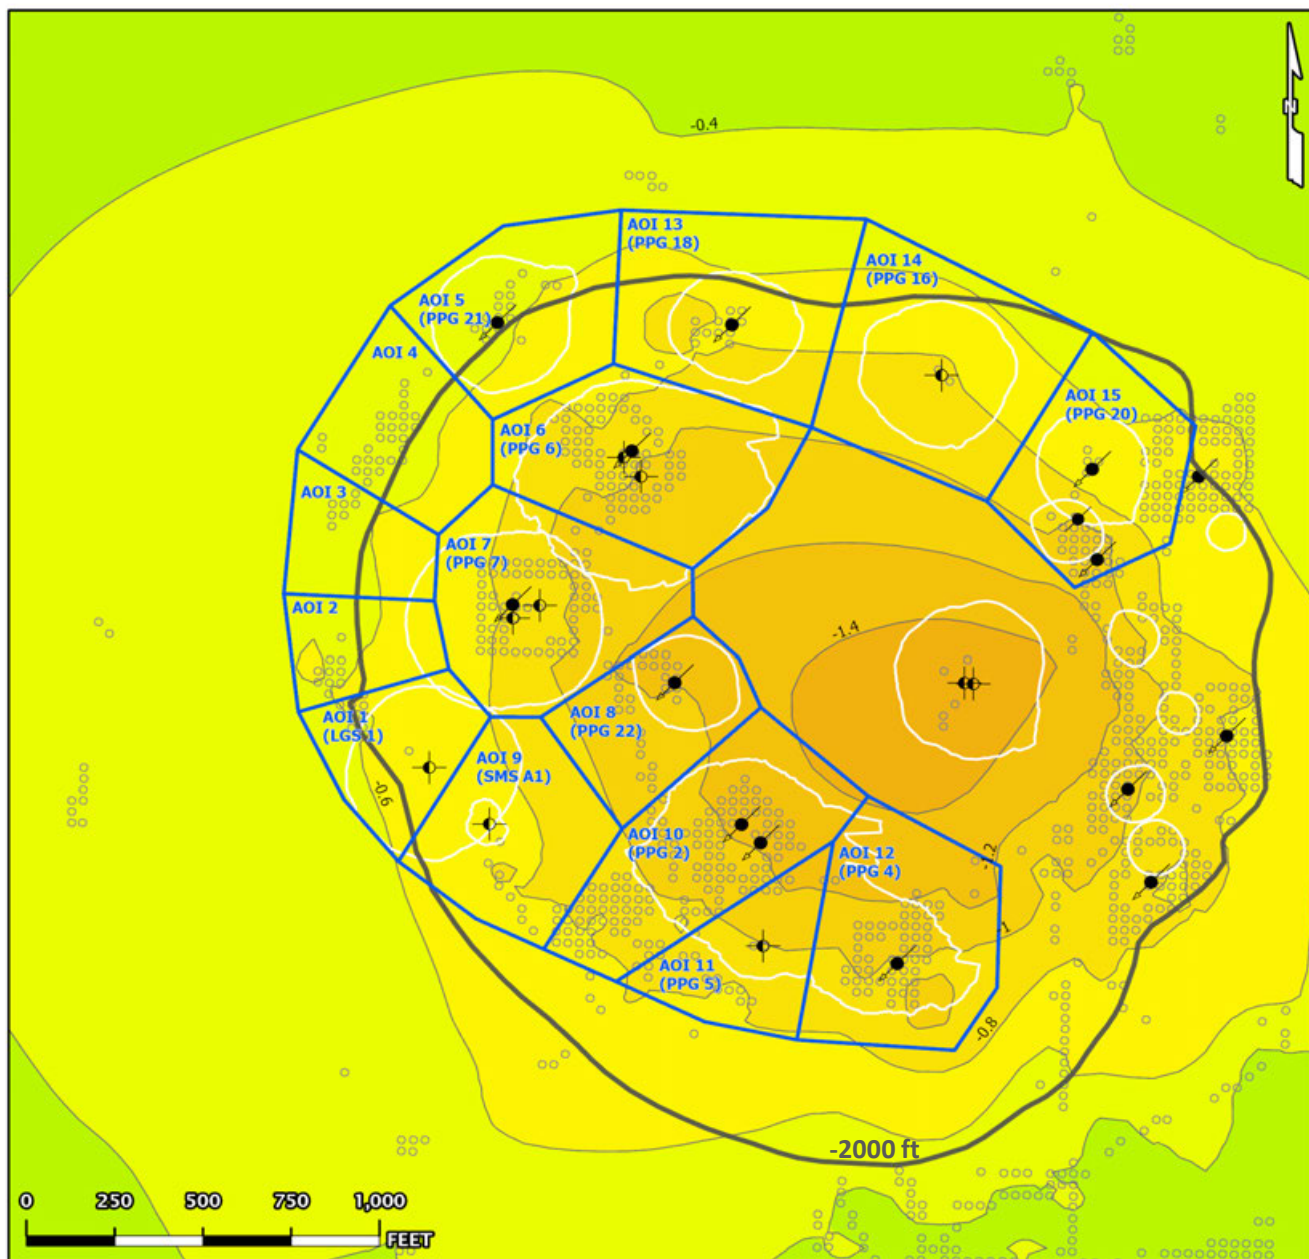 -0.4
N
AOI 13
(PPG 18)
AOI 14
(PPG 16)
AOI 5
(PPG 21)
AOI 4
AOI 15
(PPG 20)
AOI 6
(PPG 6)
AOI 3
AOI 7
(PPG 7)
AOI 2
-1.4
AOI 1
(LGS 1)
AOI 8
(PPG 22)
AOI 9
(SMS A1)
-0.6
AOI 10
(PPG 2)
AOI 12
(PPG 4)
-1.2
-1
AOI 11
(PPG 5)
-0.8
-2000 ft
0 250 500 750 1,000
FEET